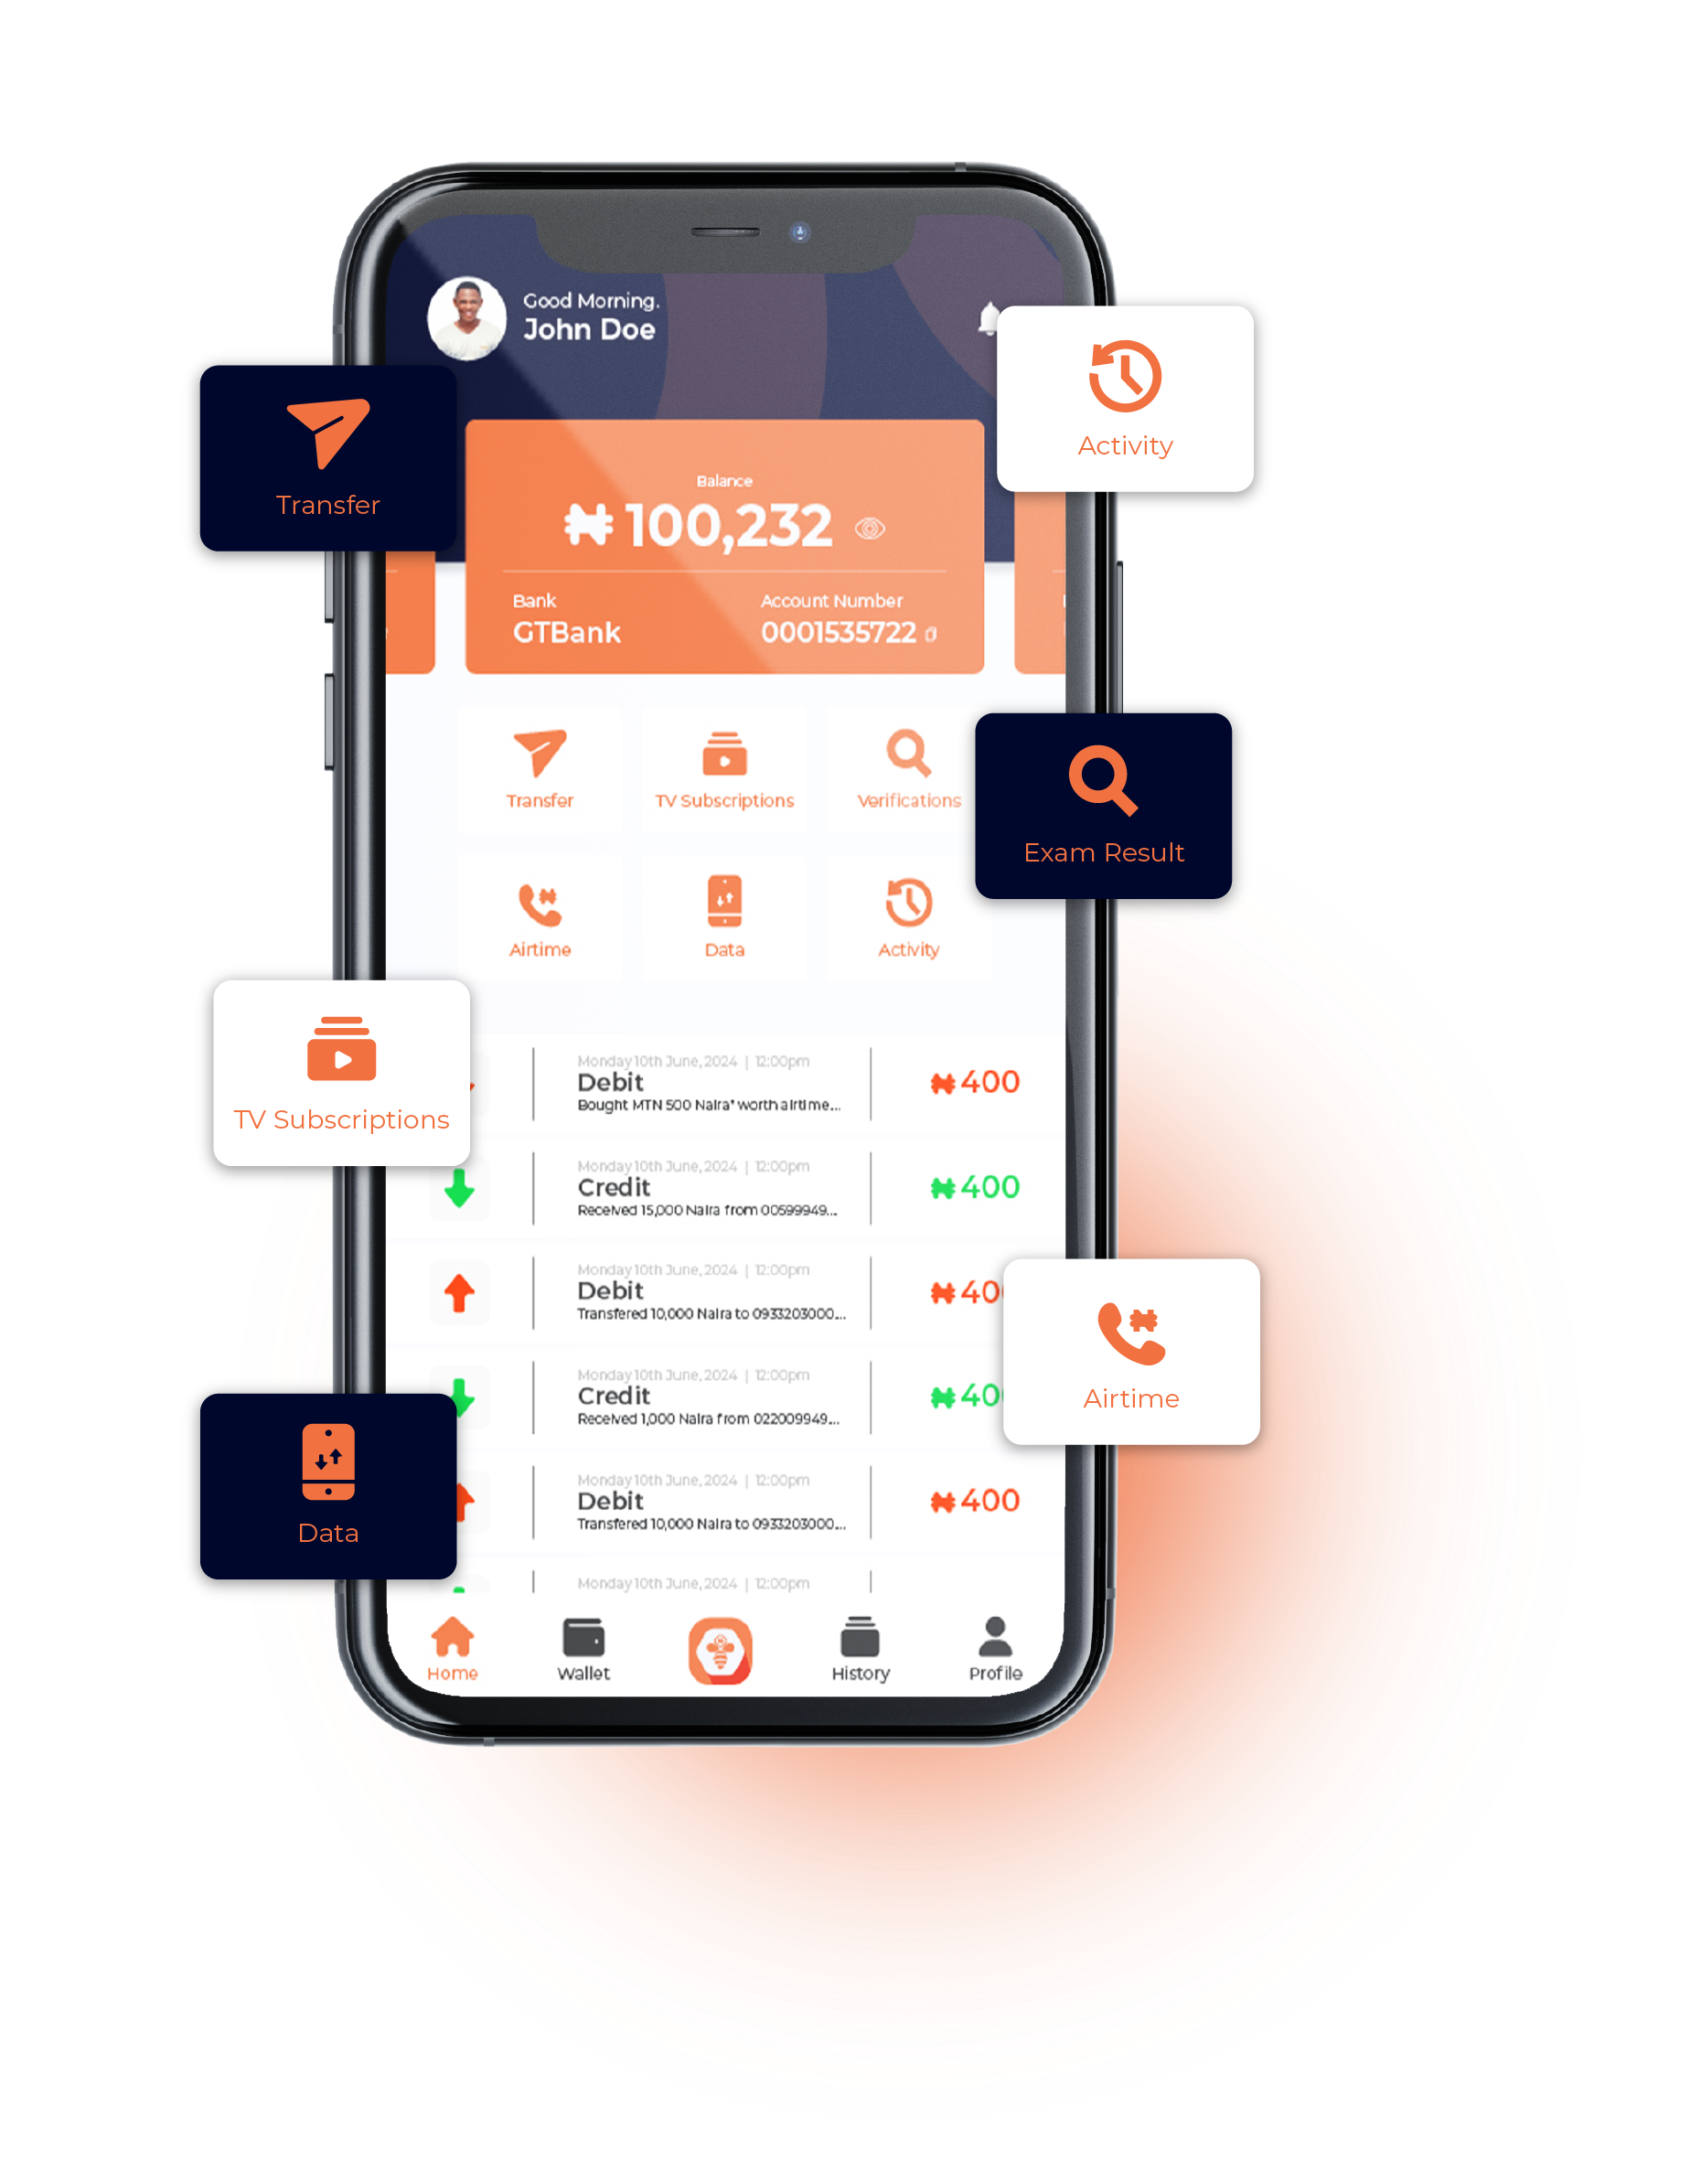 Good Morning.
John Doe
Activity
Transfer
Balance
₦ 100,232
Bank
Account Number
GTBank
0001535722
Transfer
TV Subscriptions
Verifications
Exam Result
Airtime
Data
Activity
TV Subscriptions
Monday 10th June, 2024 | 12:00pm
Debit
Bought MTN 500 Naira* worth airtime...
₦400
Monday 10th June, 2024 | 12:00pm
Credit
Received 15,000 Naira from 00599949...
₦400
Monday 10th June, 2024 | 12:00pm
Debit
Transfered 10,000 Naira to 0933203000...
₦40
Airtime
Monday 10th June, 2024 | 12:00pm
Credit
Received 1,000 Naira from 022009949...
₦40
Data
Monday 10th June, 2024 | 12:00pm
Debit
Transfered 10,000 Naira to 0933203000...
₦400
Monday 10th June, 2024 | 12:00pm
Home
Wallet
History
Profile